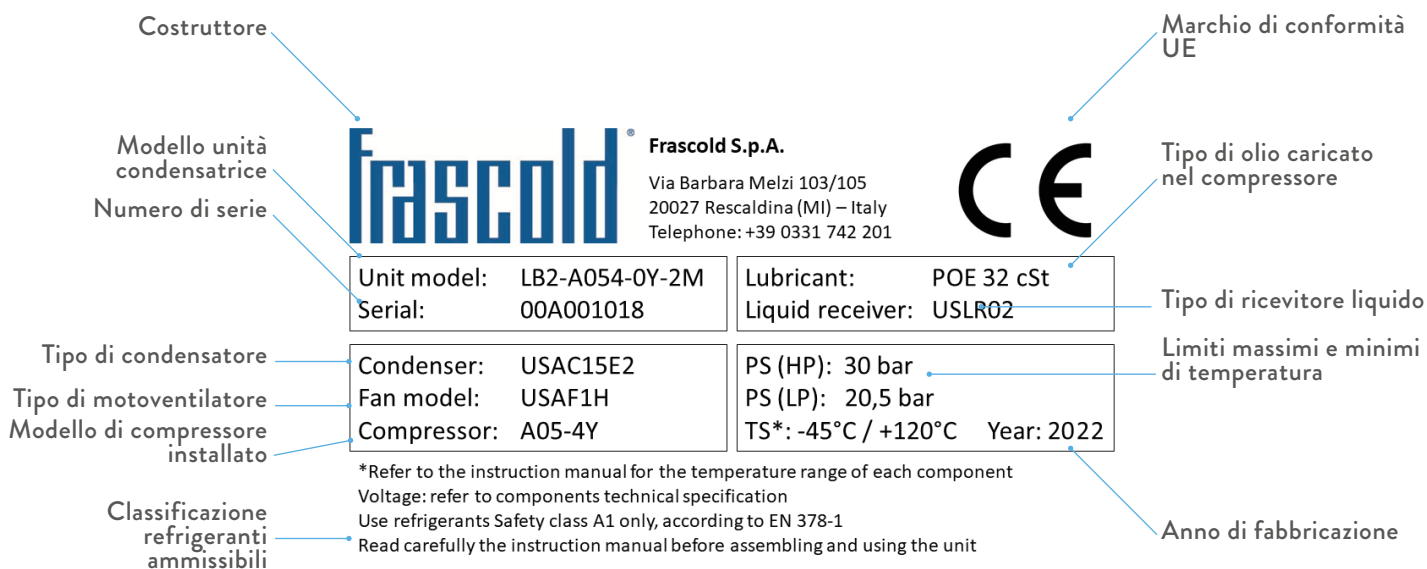 Costruttore
Marchio di conformità
UE
Modello unità
condensatrice
Numero di serie
frascold®
Frascold S.p.A.
Via Barbara Melzi 103/105
20027 Rescaldina (MI) – Italy
Telephone: +39 0331 742 201
CE
Tipo di olio caricato
nel compressore
Unit model: LB2-A054-0Y-2M
Serial: 00A001018
Lubricant: POE 32 cSt
Liquid receiver: USLR02
Tipo di ricevitore liquido
Tipo di condensatore
Tipo di motoventilatore
Modello di compressore
installato
Condenser: USAC15E2
Fan model: USAF1H
Compressor: A05-4Y
PS (HP): 30 bar
PS (LP): 20,5 bar
TS*: -45°C / +120°C Year: 2022
Limiti massimi e minimi
di temperatura
*Refer to the instruction manual for the temperature range of each component
Voltage: refer to components technical specification
Use refrigerants Safety class A1 only, according to EN 378-1
Read carefully the instruction manual before assembling and using the unit
Classificazione
refrigeranti
ammissibili
Anno di fabbricazione